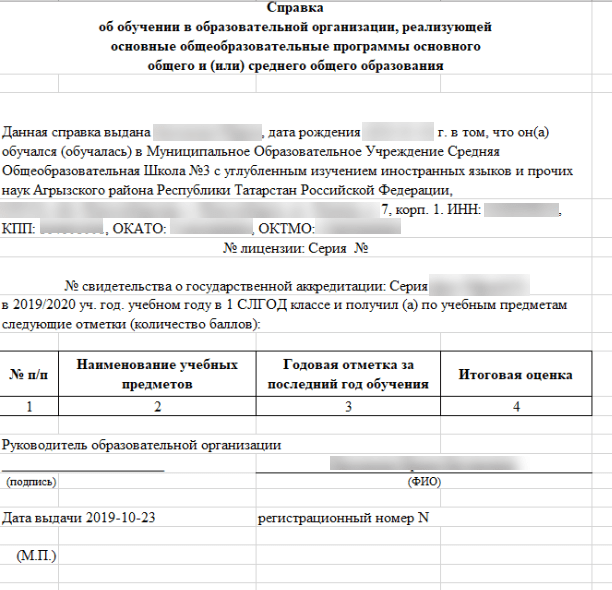 Справка
об обучении в образовательной организации, реализующей
основные общеобразовательные программы основного
общего и (или) среднего общего образования
Данная справка выдана , дата рождения г. в том, что он(а)
обучался (обучалась) в Муниципальное Образовательное Учреждение Средняя
Общеобразовательная Школа №3 с углубленным изучением иностранных языков и прочих
наук Агрызского района Республики Татарстан Российской Федерации,
7, корп. 1. ИНН: ,
КПП: , ОКАТО: , ОКТМО:
№ лицензии: Серия №
№ свидетельства о государственной аккредитации: Серия
в 2019/2020 уч. год. учебном году в 1 СЛГОД классе и получил (а) по учебным предметам
следующие отметки (количество баллов):
№ п/п Наименование учебных предметов Годовая отметка за последний год обучения Итоговая оценка
1 2 3 4
Руководитель образовательной организации
(подпись) (ФИО)
Дата выдачи 2019-10-23 регистрационный номер N
(М.П.)